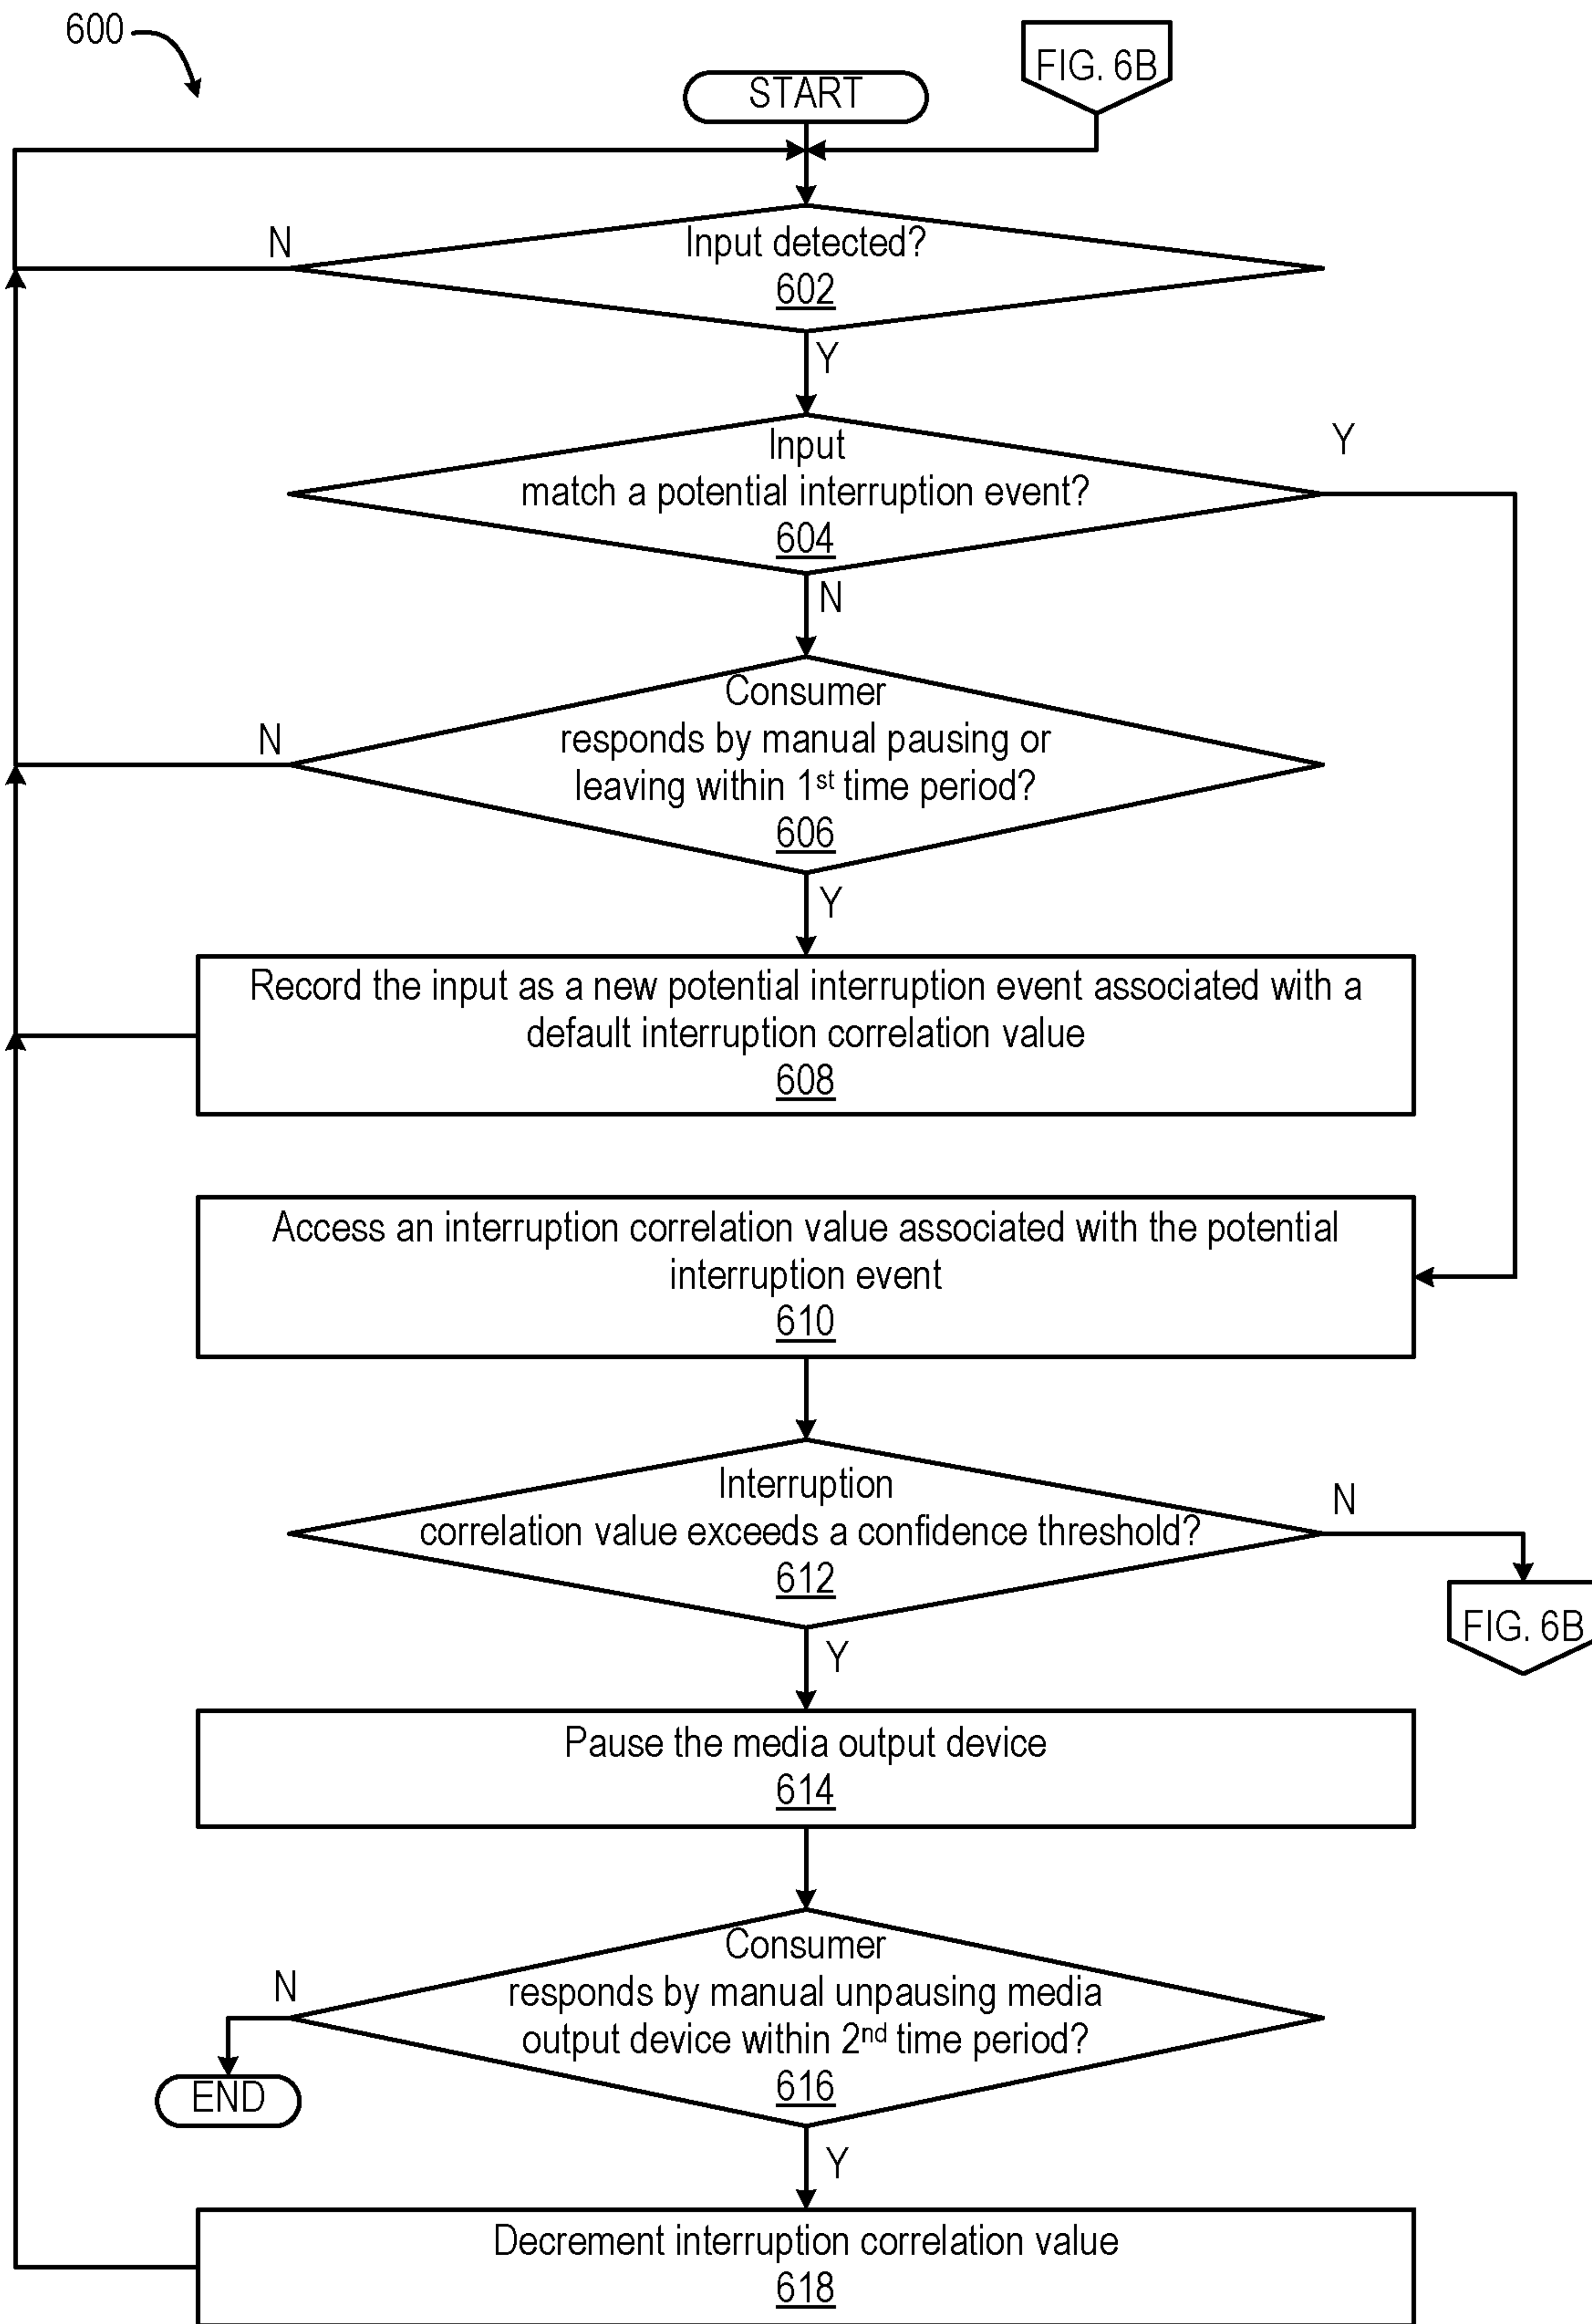 600
START
FIG. 6B
Input detected?
602
N
Y
Input
match a potential interruption event?
604
Y
N
Consumer
responds by manual pausing or
leaving within 1st time period?
606
N
Y
Record the input as a new potential interruption event associated with a
default interruption correlation value
608
Access an interruption correlation value associated with the potential
interruption event
610
Interruption
correlation value exceeds a confidence threshold?
612
N
FIG. 6B
Y
Pause the media output device
614
Consumer
responds by manual unpausing media
output device within 2nd time period?
616
N
END
Y
Decrement interruption correlation value
618